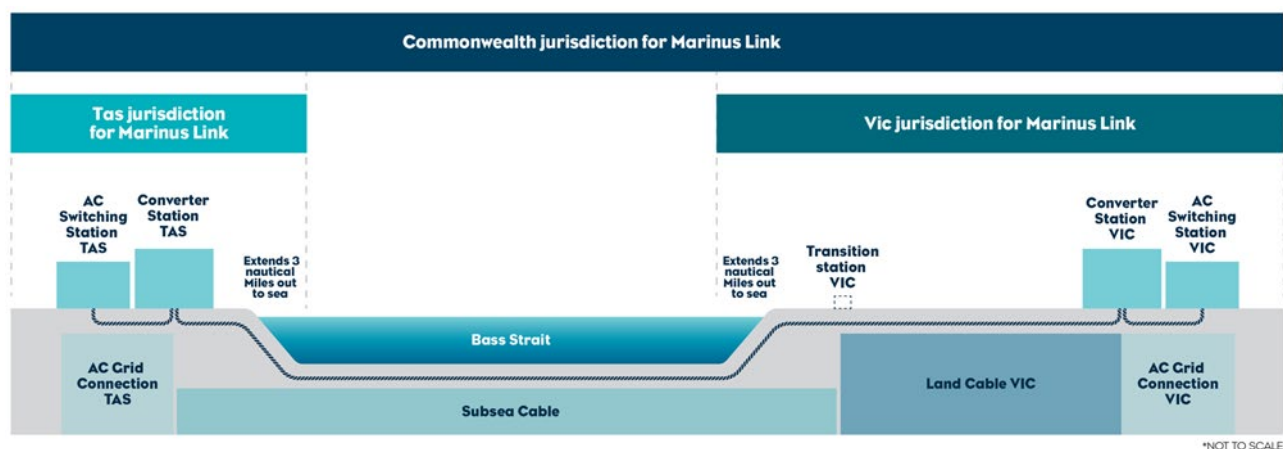 Commonwealth jurisdiction for Marinus Link
Tas jurisdiction
for Marinus Link
Vic jurisdiction for Marinus Link
AC
Switching
Station
TAS
Converter
Station
TAS
Extends 3
nautical
Miles out
to sea
Extends 3
nautical
Miles out
to sea
Transition
station
VIC
Converter
Station
VIC
AC
Switching
Station
VIC
Bass Strait
AC Grid
Connection
TAS
Subsea Cable
Land Cable VIC
AC Grid
Connection
VIC
*NOT TO SCALE